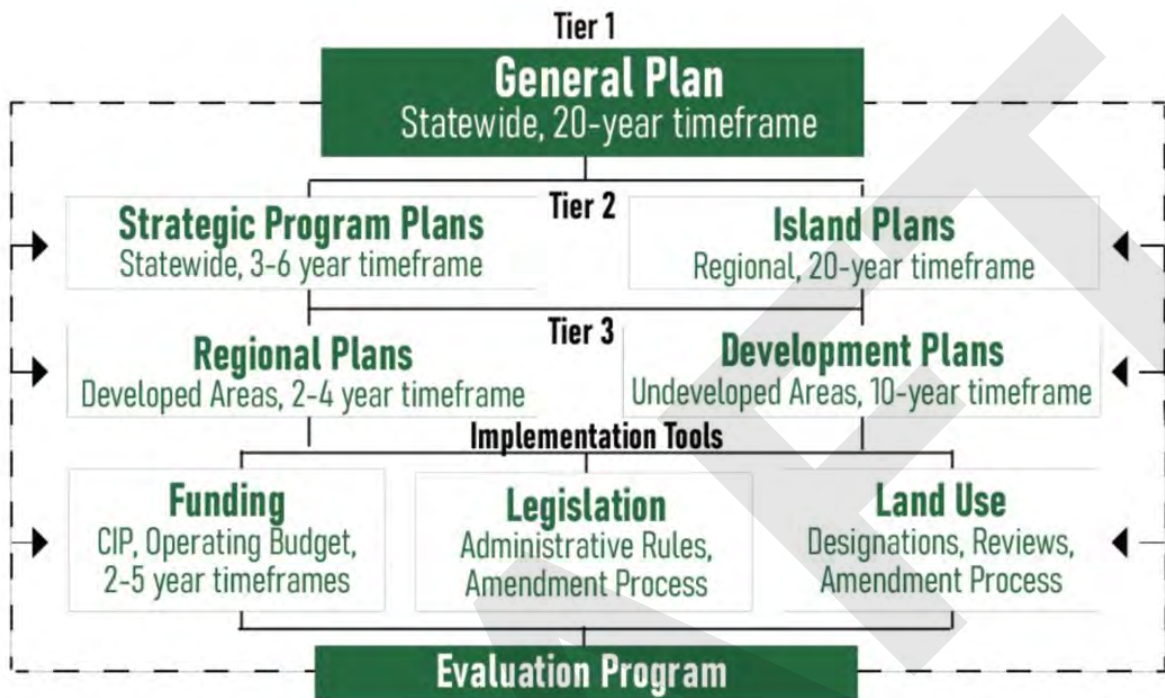 Tier 1
General Plan
Statewide, 20-year timeframe
Tier 2
Strategic Program Plans
Statewide, 3-6 year timeframe
Island Plans
Regional, 20-year timeframe
Tier 3
Regional Plans
Developed Areas, 2-4 year timeframe
Development Plans
Undeveloped Areas, 10-year timeframe
Implementation Tools
Funding
CIP, Operating Budget,
2-5 year timeframes
Legislation
Administrative Rules,
Amendment Process
Land Use
Designations, Reviews,
Amendment Process
Evaluation Program